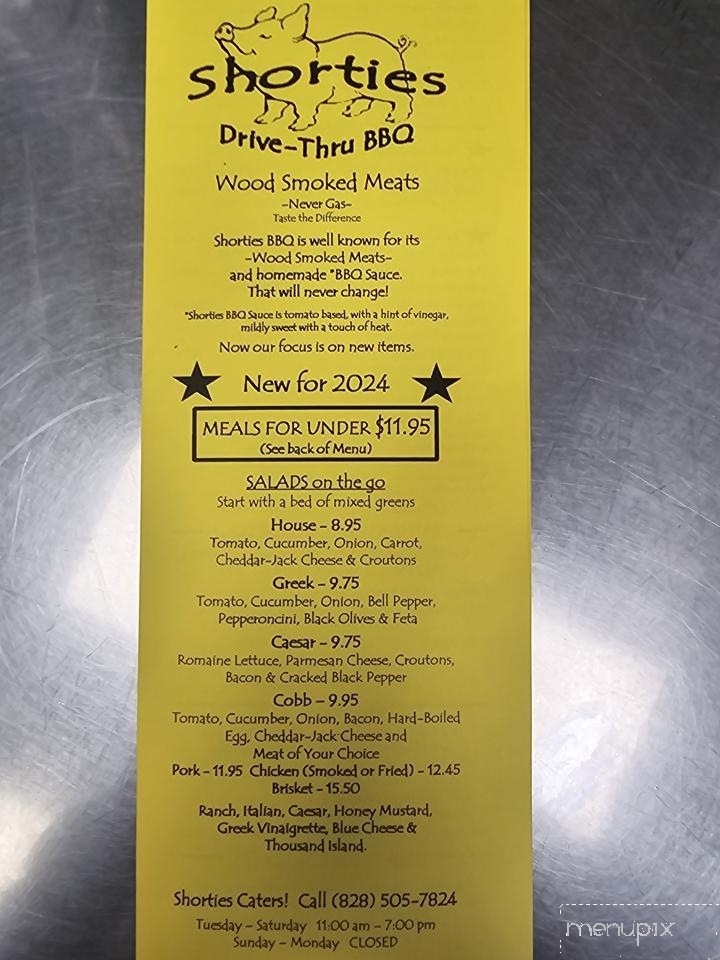 Shorties
Drive-Thru BBQ
Wood Smoked Meats
-Never Gas-
Taste the Difference
Shorties BBQ is well known for its
-Wood Smoked Meats-
and homemade *BBQ Sauce.
That will never change!
*Shorties BBQ Sauce is tomato based, with a hint of vinegar,
mildly sweet with a touch of heat.
Now our focus is on new items.
New for 2024
MEALS FOR UNDER $11.95
(See back of Menu)
SALADS on the go
Start with a bed of mixed greens
House - 8.95
Tomato, Cucumber, Onion, Carrot,
Cheddar-Jack Cheese & Croutons
Greek - 9.75
Tomato, Cucumber, Onion, Bell Pepper,
Pepperoncini, Black Olives & Feta
Caesar - 9.75
Romaine Lettuce, Parmesan Cheese, Croutons,
Bacon & Cracked Black Pepper
Cobb - 9.95
Tomato, Cucumber, Onion, Bacon, Hard-Boiled
Egg, Cheddar-Jack Cheese and
Meat of Your Choice
Pork - 11.95 Chicken (Smoked or Fried) - 12.45
Brisket - 15.50
Ranch, Italian, Caesar, Honey Mustard,
Greek Vinaigrette, Blue Cheese &
Thousand Island.
Shorties Caters! Call (828) 505-7824
Tuesday - Saturday 11:00 am - 7:00 pm
Sunday - Monday CLOSED
menupix